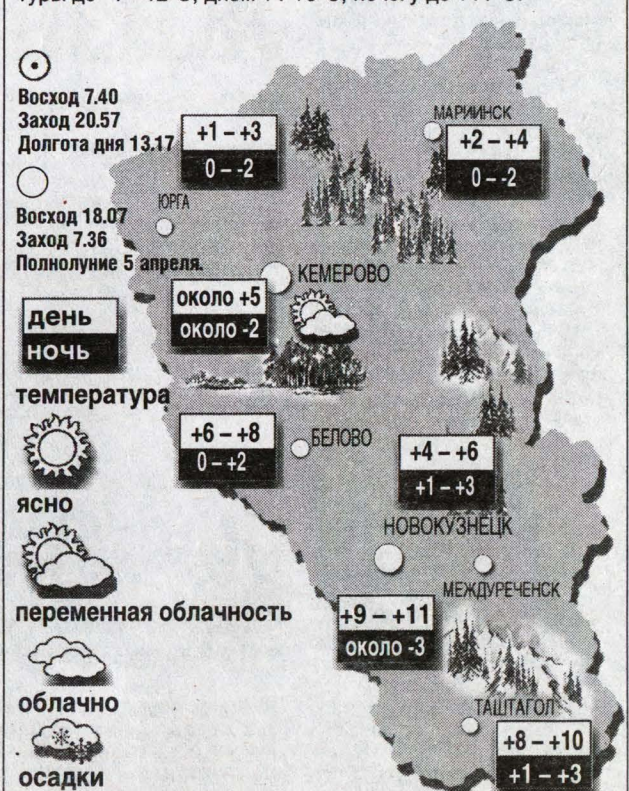 Восход 7.40
Заход 20.57
Долгота дня 13.17
Восход 18.07
Заход 7.36
Полнолуние 5 апреля.
день
ночь
температура
ясно
переменная облачность
облачно
осадки
+1 – +3
0 – -2
МАРИИНСК
+2 – +4
0 – -2
ЮРГА
КЕМЕРОВО
около +5
около -2
+6 – +8
0 – +2
БЕЛОВО
+4 – +6
+1 – +3
НОВОКУЗНЕЦК
МЕЖДУРЕЧЕНСК
+9 – +11
около -3
ТАШТАГОЛ
+8 – +10
+1 – +3